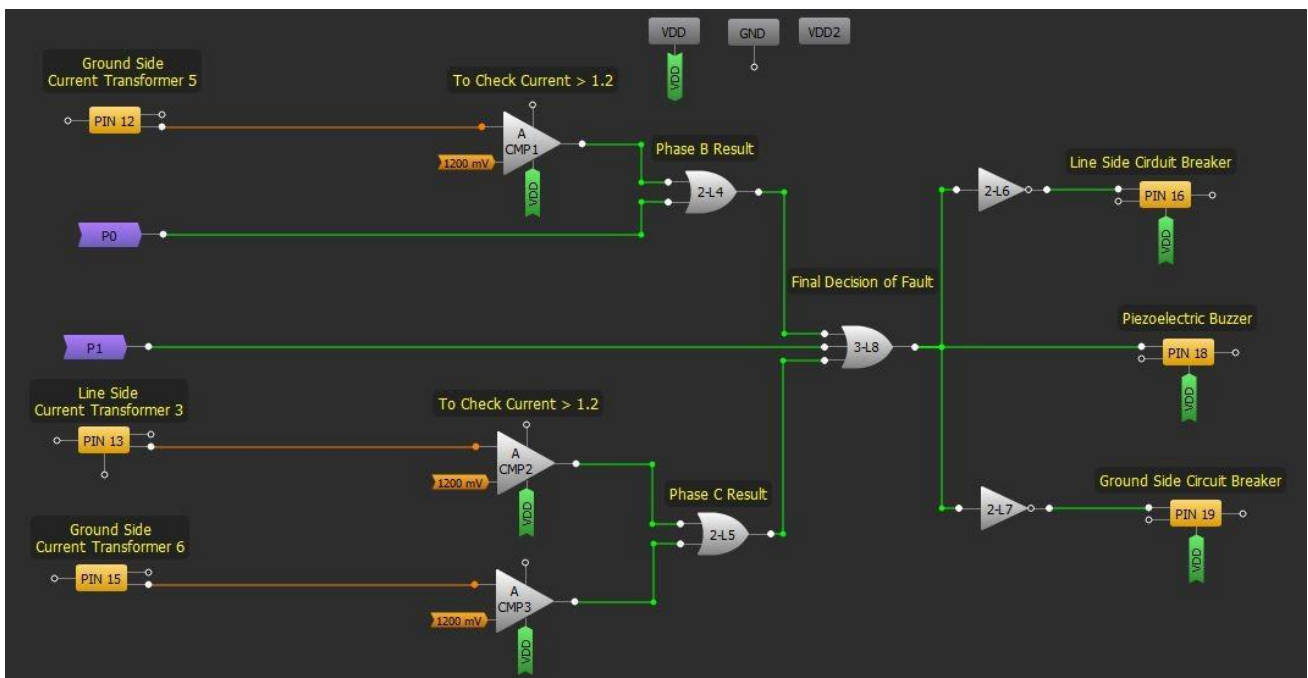 VDD
GND
VDD2
VDD
Ground Side
Current Transformer 5
PIN 12
To Check Current > 1.2
A
CMP1
1200 mV
VDD
Phase B Result
2-L4
P0
Line Side Cirduit Breaker
2-L6
PIN 16
VDD
Final Decision of Fault
P1
3-L8
Piezoelectric Buzzer
PIN 18
VDD
Line Side
Current Transformer 3
PIN 13
To Check Current > 1.2
A
CMP2
1200 mV
VDD
Phase C Result
2-L5
Ground Side Circuit Breaker
2-L7
PIN 19
VDD
Ground Side
Current Transformer 6
PIN 15
A
CMP3
1200 mV
VDD